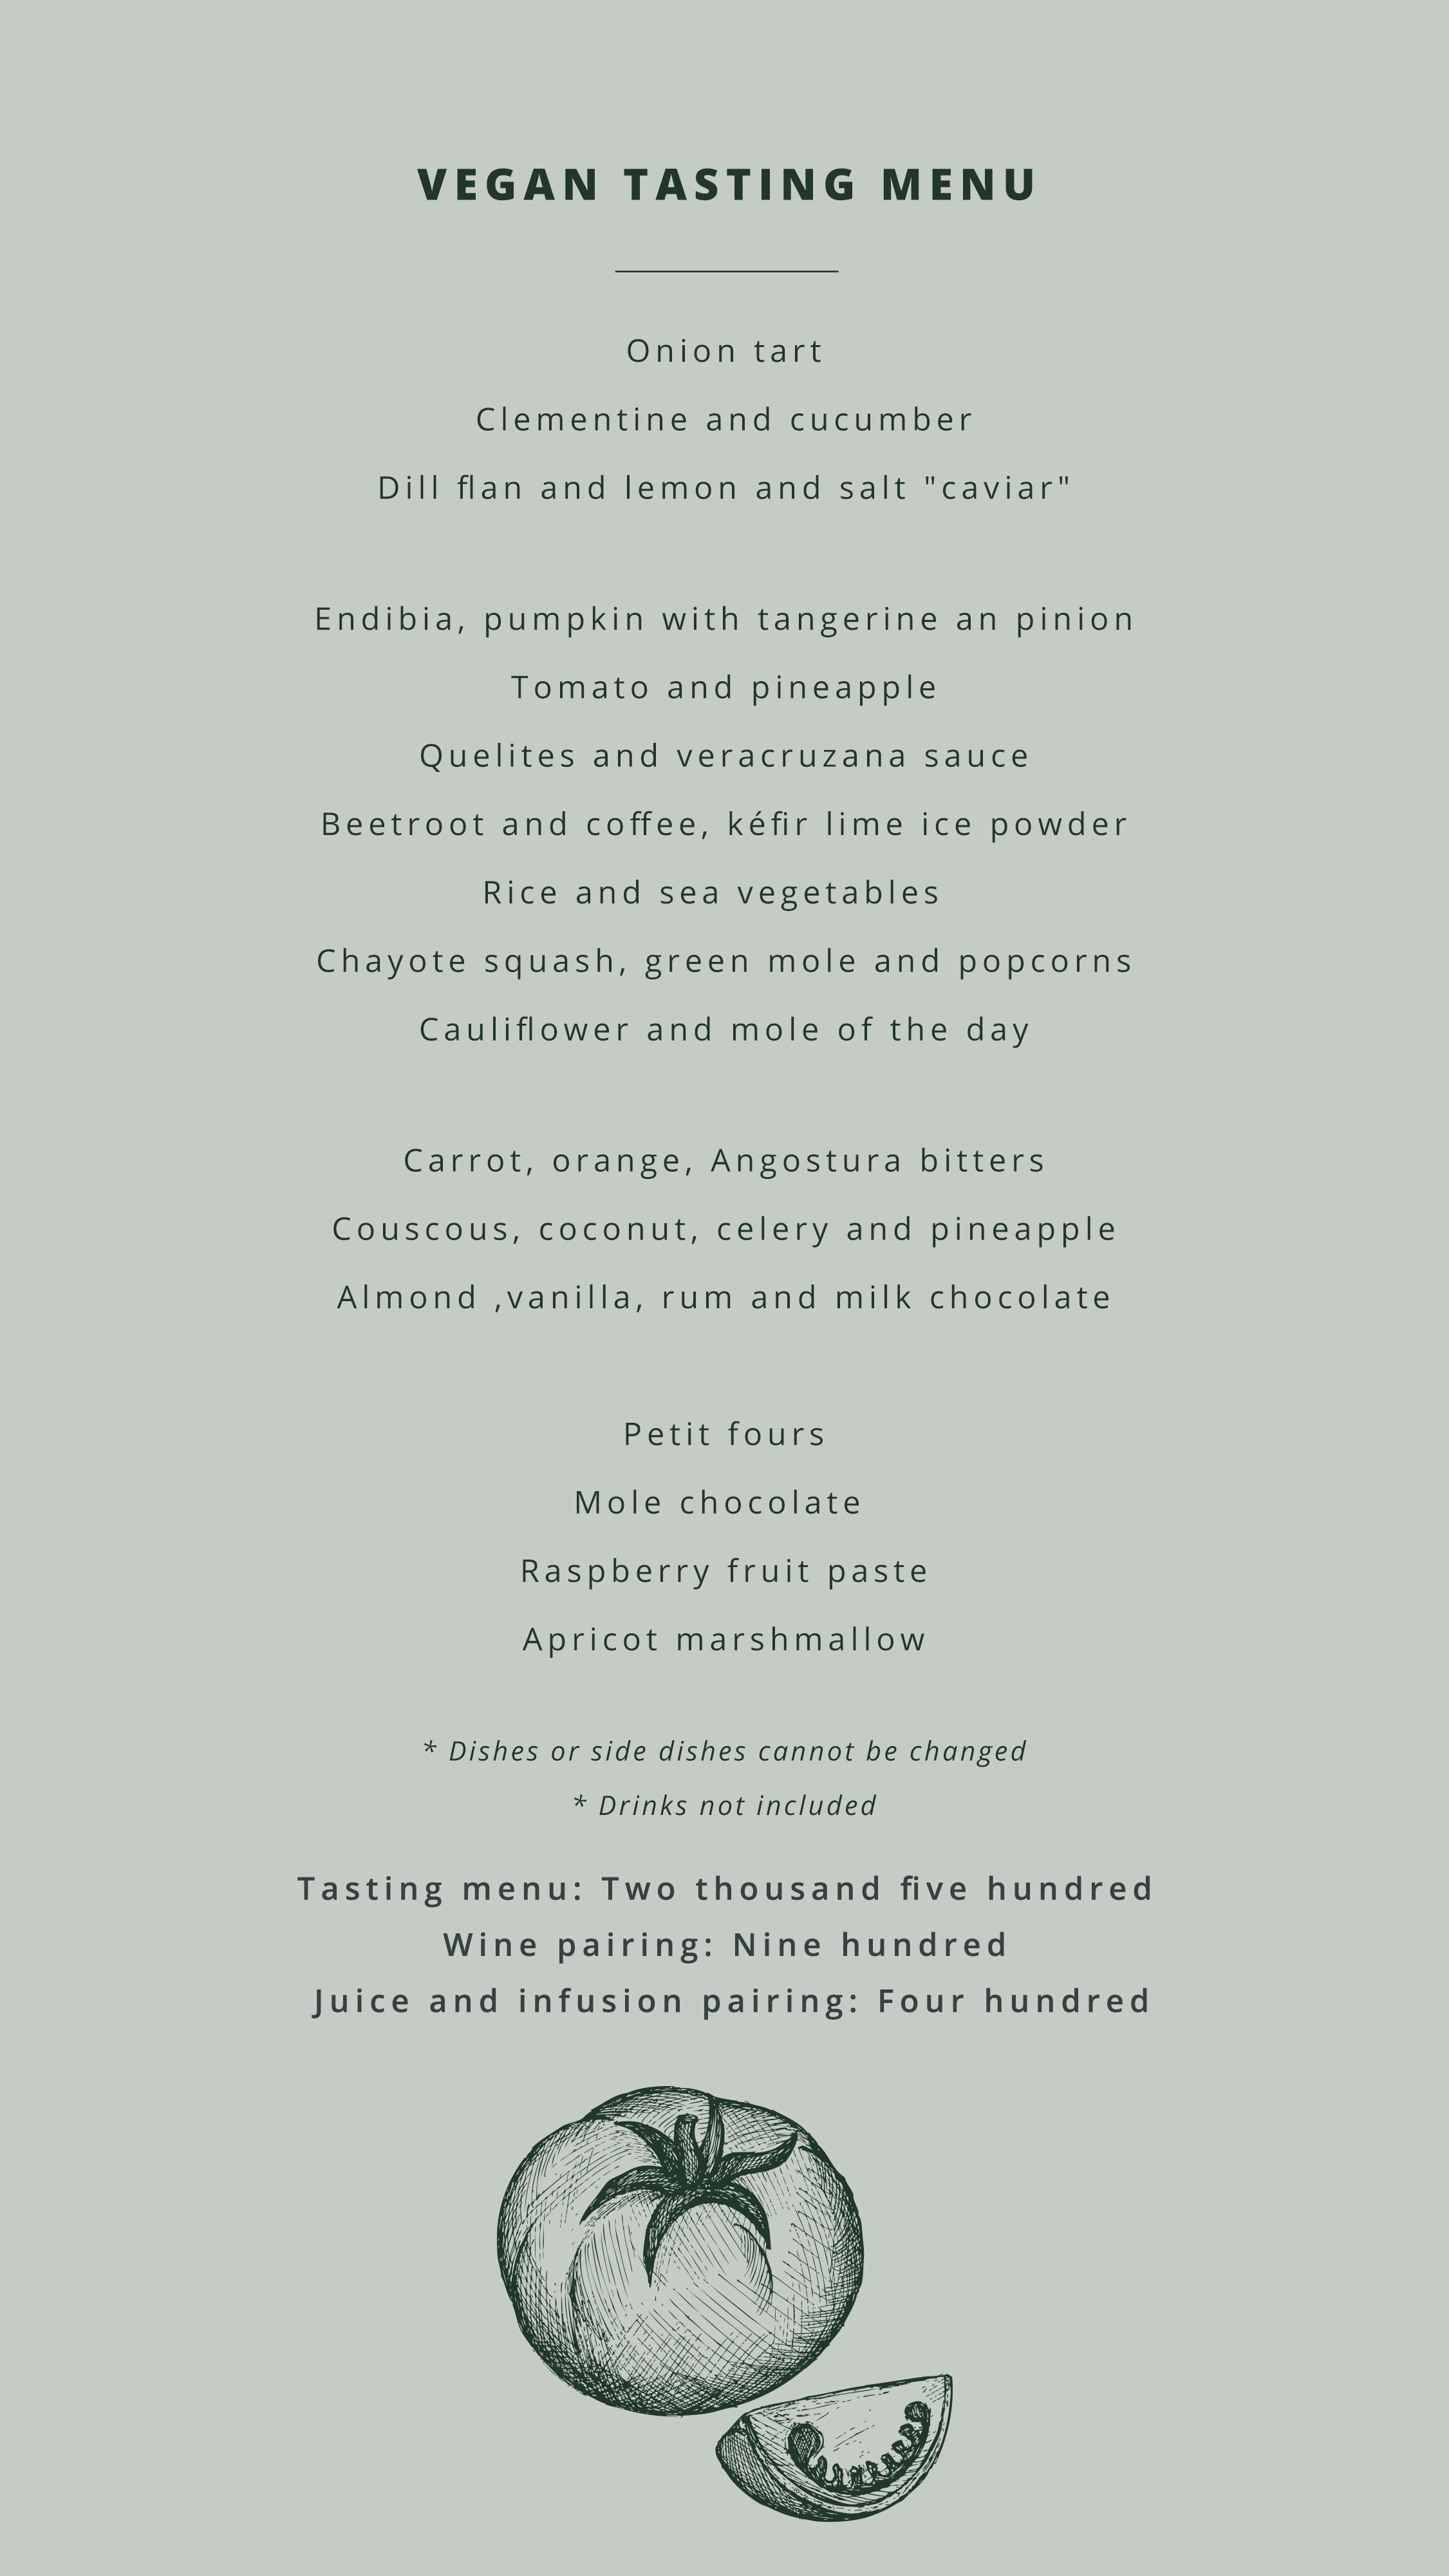 VEGAN TASTING MENU
Onion tart
Clementine and cucumber
Dill flan and lemon and salt "caviar"
Endibia, pumpkin with tangerine an pinion
Tomato and pineapple
Quelites and veracruzana sauce
Beetroot and coffee, kéfir lime ice powder
Rice and sea vegetables
Chayote squash, green mole and popcorns
Cauliflower and mole of the day
Carrot, orange, Angostura bitters
Couscous, coconut, celery and pineapple
Almond ,vanilla, rum and milk chocolate
Petit fours
Mole chocolate
Raspberry fruit paste
Apricot marshmallow
* Dishes or side dishes cannot be changed
* Drinks not included
Tasting menu: Two thousand five hundred
Wine pairing: Nine hundred
Juice and infusion pairing: Four hundred